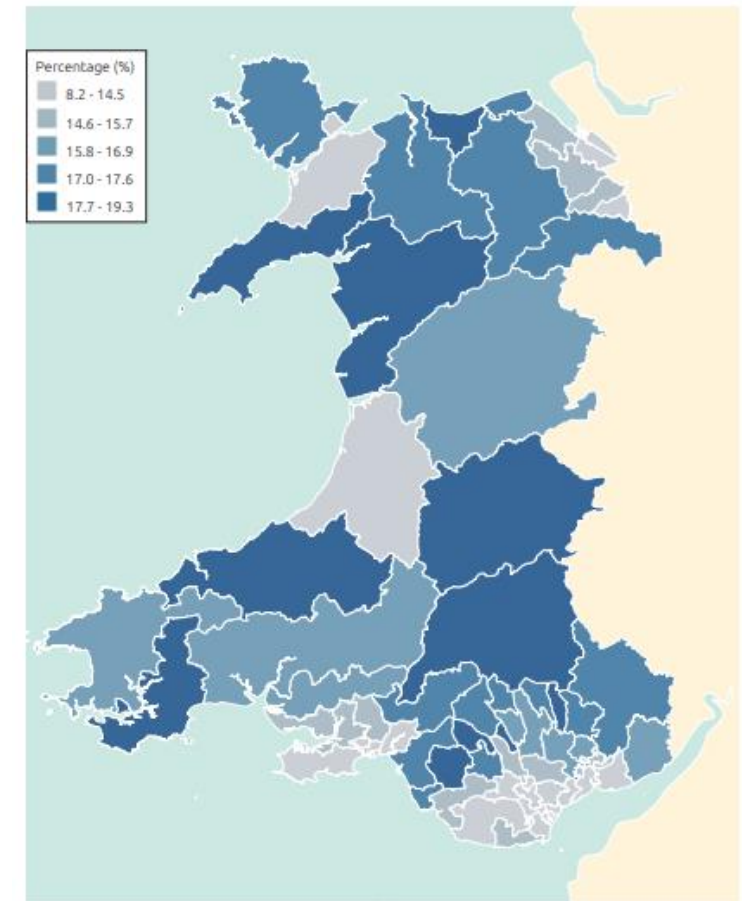 Percentage (%)
8.2 - 14.5
14.6 - 15.7
15.8 - 16.9
17.0 - 17.6
17.7 - 19.3